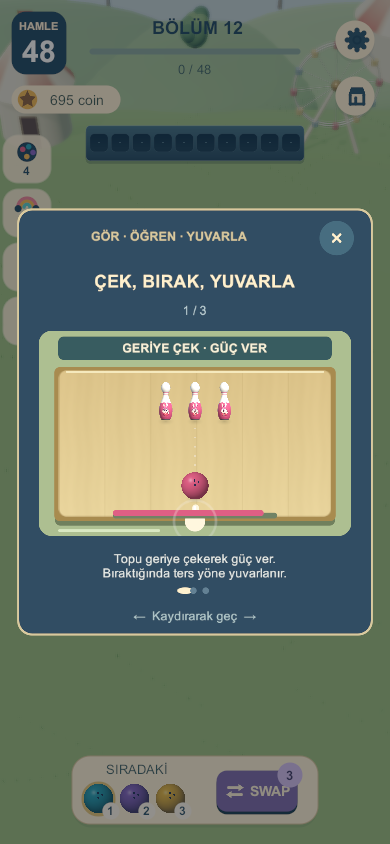 HAMLE
48
BÖLÜM 12
0 / 48
695 coin
4
GÖR · ÖĞREN · YUVARLA
×
ÇEK, BIRAK, YUVARLA
1 / 3
GERİYE ÇEK · GÜÇ VER
Topu geriye çekerek güç ver.
Bıraktığında ters yöne yuvarlanır.
← Kaydırarak geç →
SIRADAKİ
1 2 3
SWAP
3